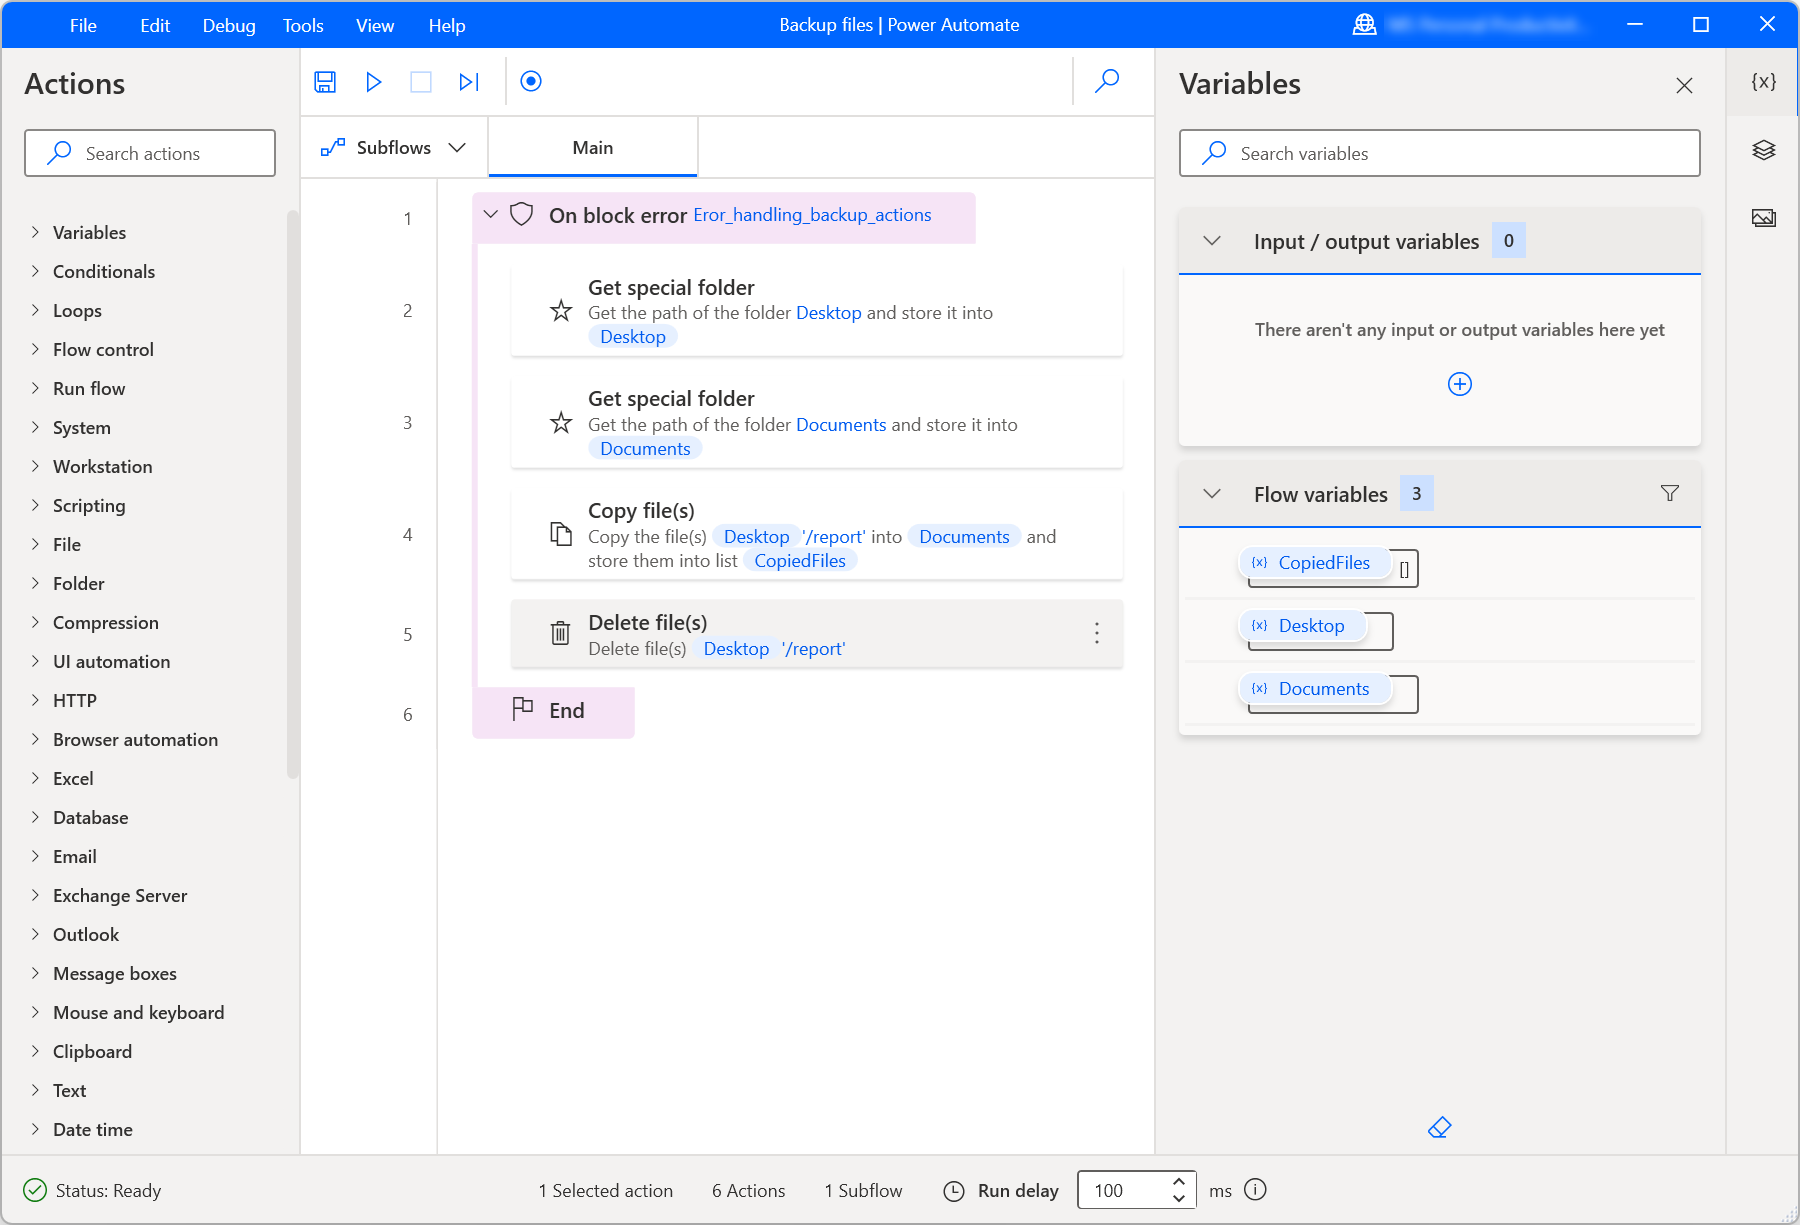 File Edit Debug Tools View Help
Backup files | Power Automate
Actions
Search actions
Variables
Conditionals
Loops
Flow control
Run flow
System
Workstation
Scripting
File
Folder
Compression
UI automation
HTTP
Browser automation
Excel
Database
Email
Exchange Server
Outlook
Message boxes
Mouse and keyboard
Clipboard
Text
Date time
Subflows
Main
1
On block error Eror_handling_backup_actions
2
Get special folder
Get the path of the folder Desktop and store it into
Desktop
3
Get special folder
Get the path of the folder Documents and store it into
Documents
4
Copy file(s)
Copy the file(s) Desktop '/report' into Documents and
store them into list CopiedFiles
5
Delete file(s)
Delete file(s) Desktop '/report'
6
End
Variables
{x}
Search variables
Input / output variables 0
There aren't any input or output variables here yet
Flow variables 3
{x} CopiedFiles []
{x} Desktop
{x} Documents
Status: Ready
1 Selected action
6 Actions
1 Subflow
Run delay 100 ms